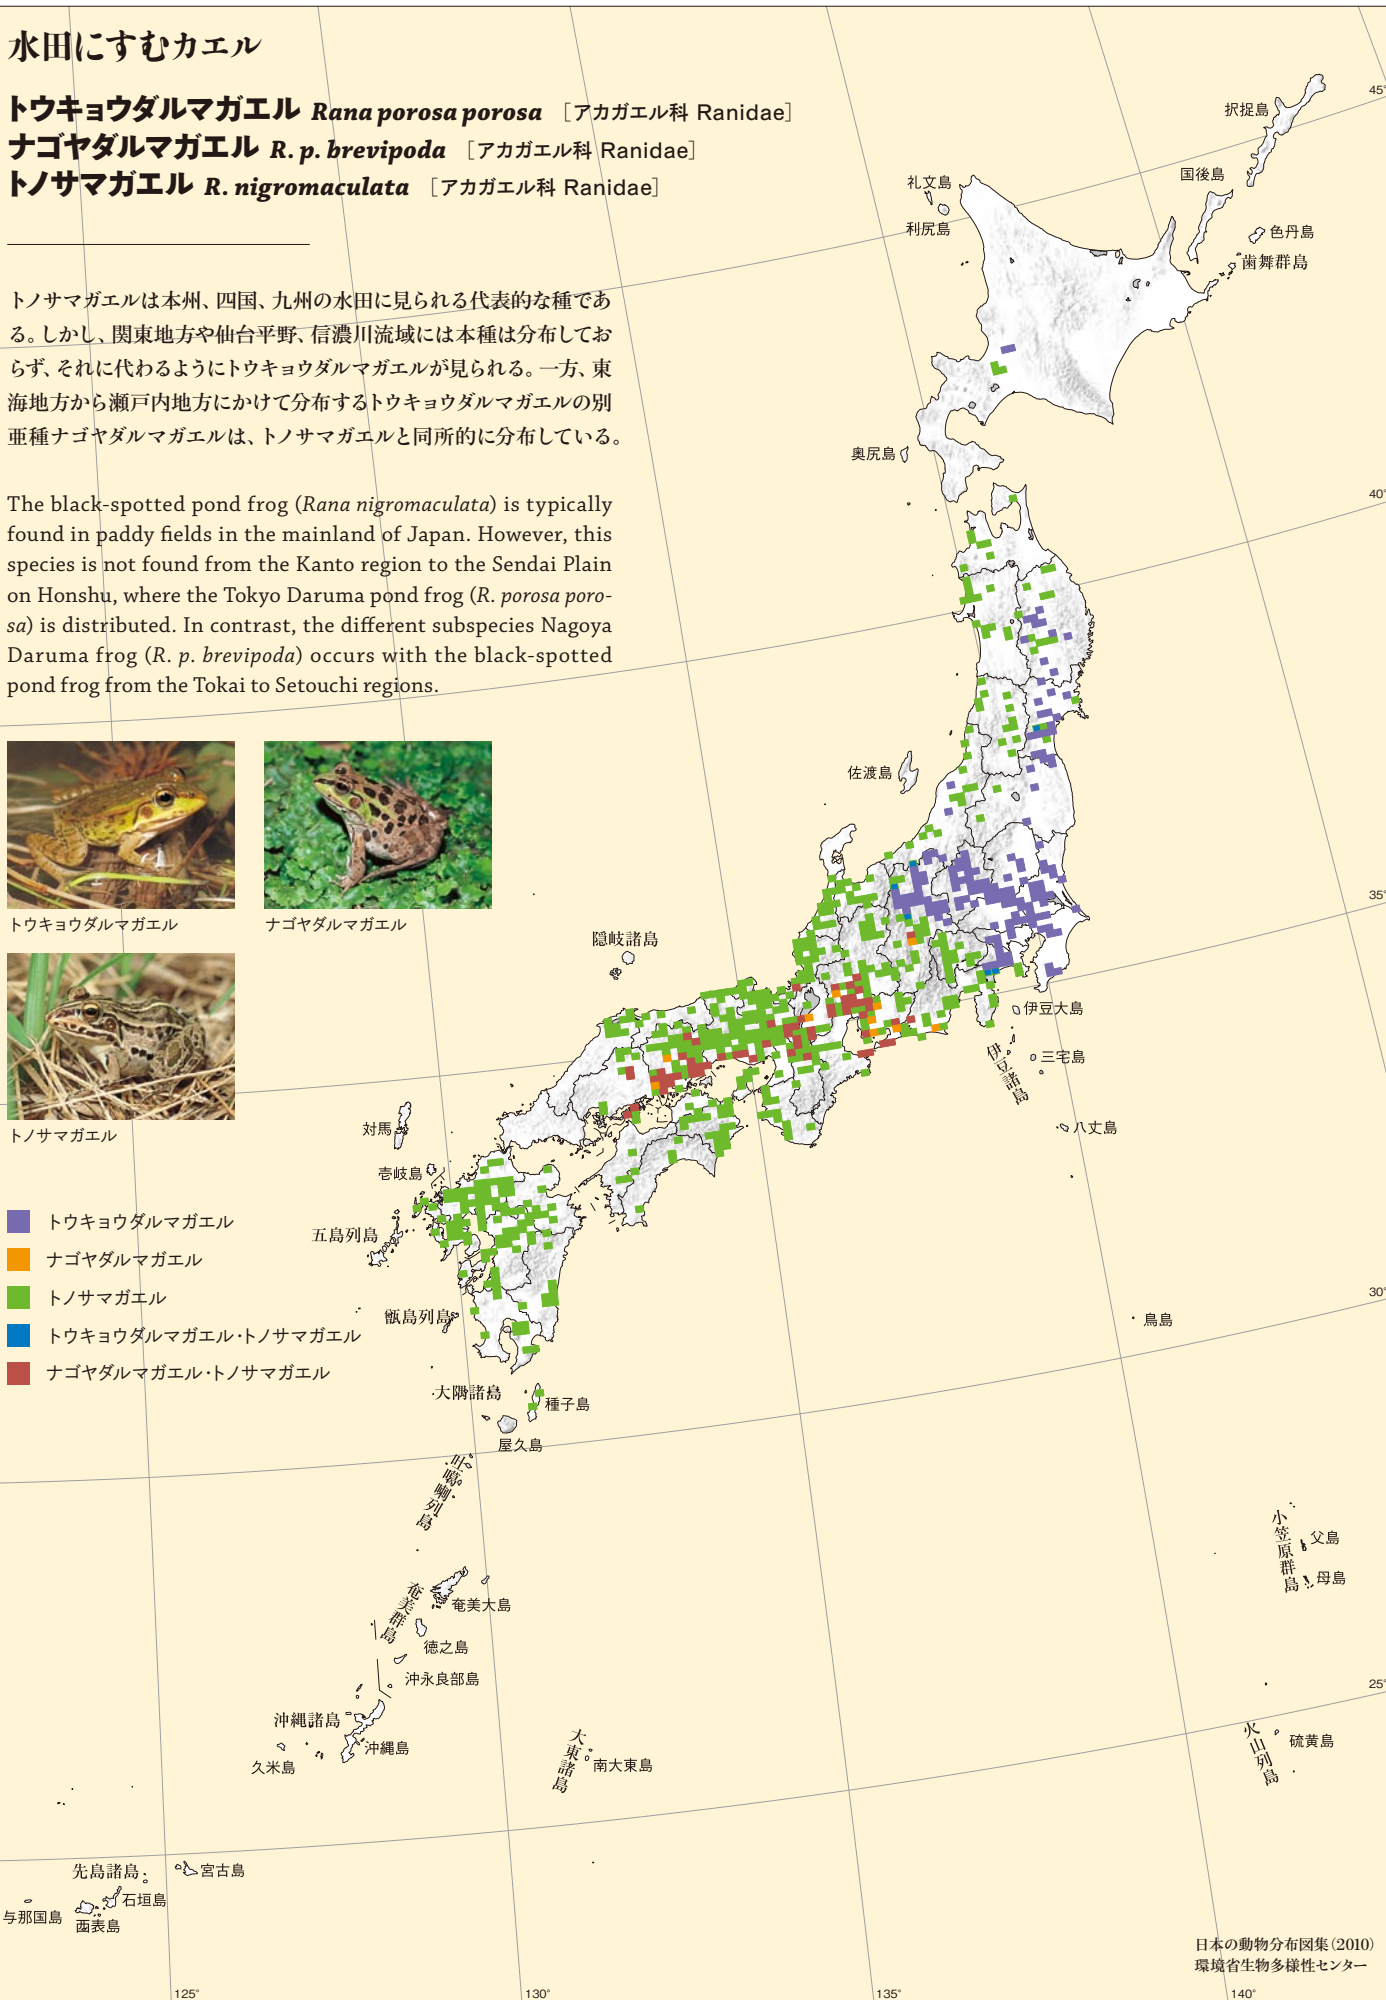 水田にすむカエル
トウキョウダルマガエル Rana porosa porosa ［アカガエル科 Ranidae］
ナゴヤダルマガエル R. p. brevipoda ［アカガエル科 Ranidae］
トノサマガエル R. nigromaculata ［アカガエル科 Ranidae］
トノサマガエルは本州、四国、九州の水田に見られる代表的な種であ
る。しかし、関東地方や仙台平野、信濃川流域には本種は分布してお
らず、それに代わるようにトウキョウダルマガエルが見られる。一方、東
海地方から瀬戸内地方にかけて分布するトウキョウダルマガエルの別
亜種ナゴヤダルマガエルは、トノサマガエルと同所的に分布している。
The black-spotted pond frog (Rana nigromaculata) is typically
found in paddy fields in the mainland of Japan. However, this
species is not found from the Kanto region to the Sendai Plain
on Honshu, where the Tokyo Daruma pond frog (R. porosa poro-
sa) is distributed. In contrast, the different subspecies Nagoya
Daruma frog (R. p. brevipoda) occurs with the black-spotted
pond frog from the Tokai to Setouchi regions.
トウキョウダルマガエル
ナゴヤダルマガエル
トノサマガエル
トウキョウダルマガエル
ナゴヤダルマガエル
トノサマガエル
トウキョウダルマガエル・トノサマガエル
ナゴヤダルマガエル・トノサマガエル
択捉島
国後島
色丹島
歯舞群島
礼文島
利尻島
奥尻島
佐渡島
隠岐諸島
対馬
壱岐島
五島列島
甑島列島
大隅諸島
種子島
屋久島
吐噶喇列島
奄美群島
奄美大島
徳之島
沖永良部島
沖縄諸島
沖縄島
久米島
大東諸島
南大東島
先島諸島
宮古島
石垣島
西表島
与那国島
伊豆大島
伊豆諸島
三宅島
八丈島
鳥島
小笠原群島
父島
母島
火山列島
硫黄島
45°
40°
35°
30°
25°
125°
130°
135°
140°
日本の動物分布図集（2010）
環境省生物多様性センター